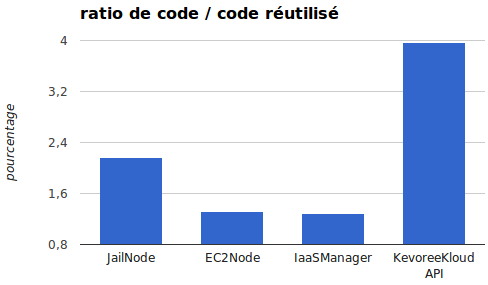 ratio de code / code réutilisé
pourcentage
4
3,2
2,4
1,6
0,8
JailNode
EC2Node
IaaSManager
KevoreeKloud
API